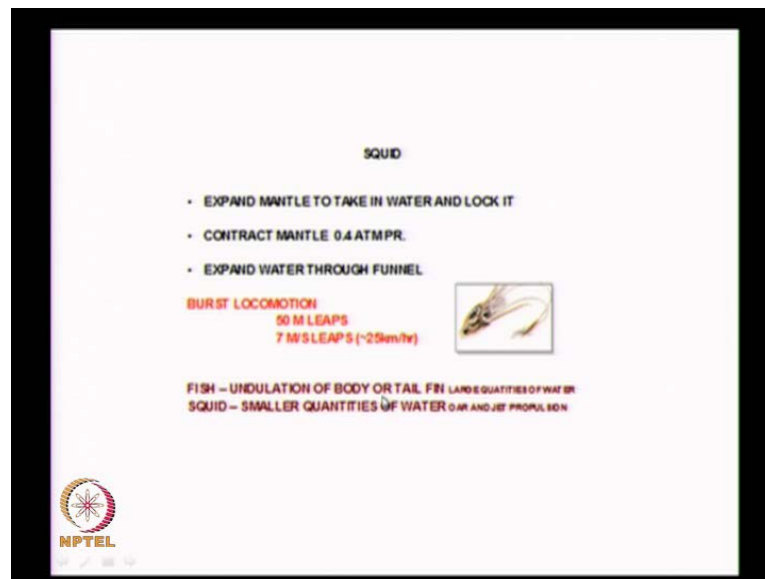 SQUID
• EXPAND MANTLE TO TAKE IN WATER AND LOCK IT
• CONTRACT MANTLE 0.4 ATM PR.
• EXPAND WATER THROUGH FUNNEL
BURST LOCOMOTION
50 M LEAPS
7 M/S LEAPS (~25km/hr)
FISH – UNDULATION OF BODY OR TAIL FIN LARGE QUATITIES OF WATER
SQUID – SMALLER QUANTITIES OF WATER OAR AND JET PROPULSION
NPTEL